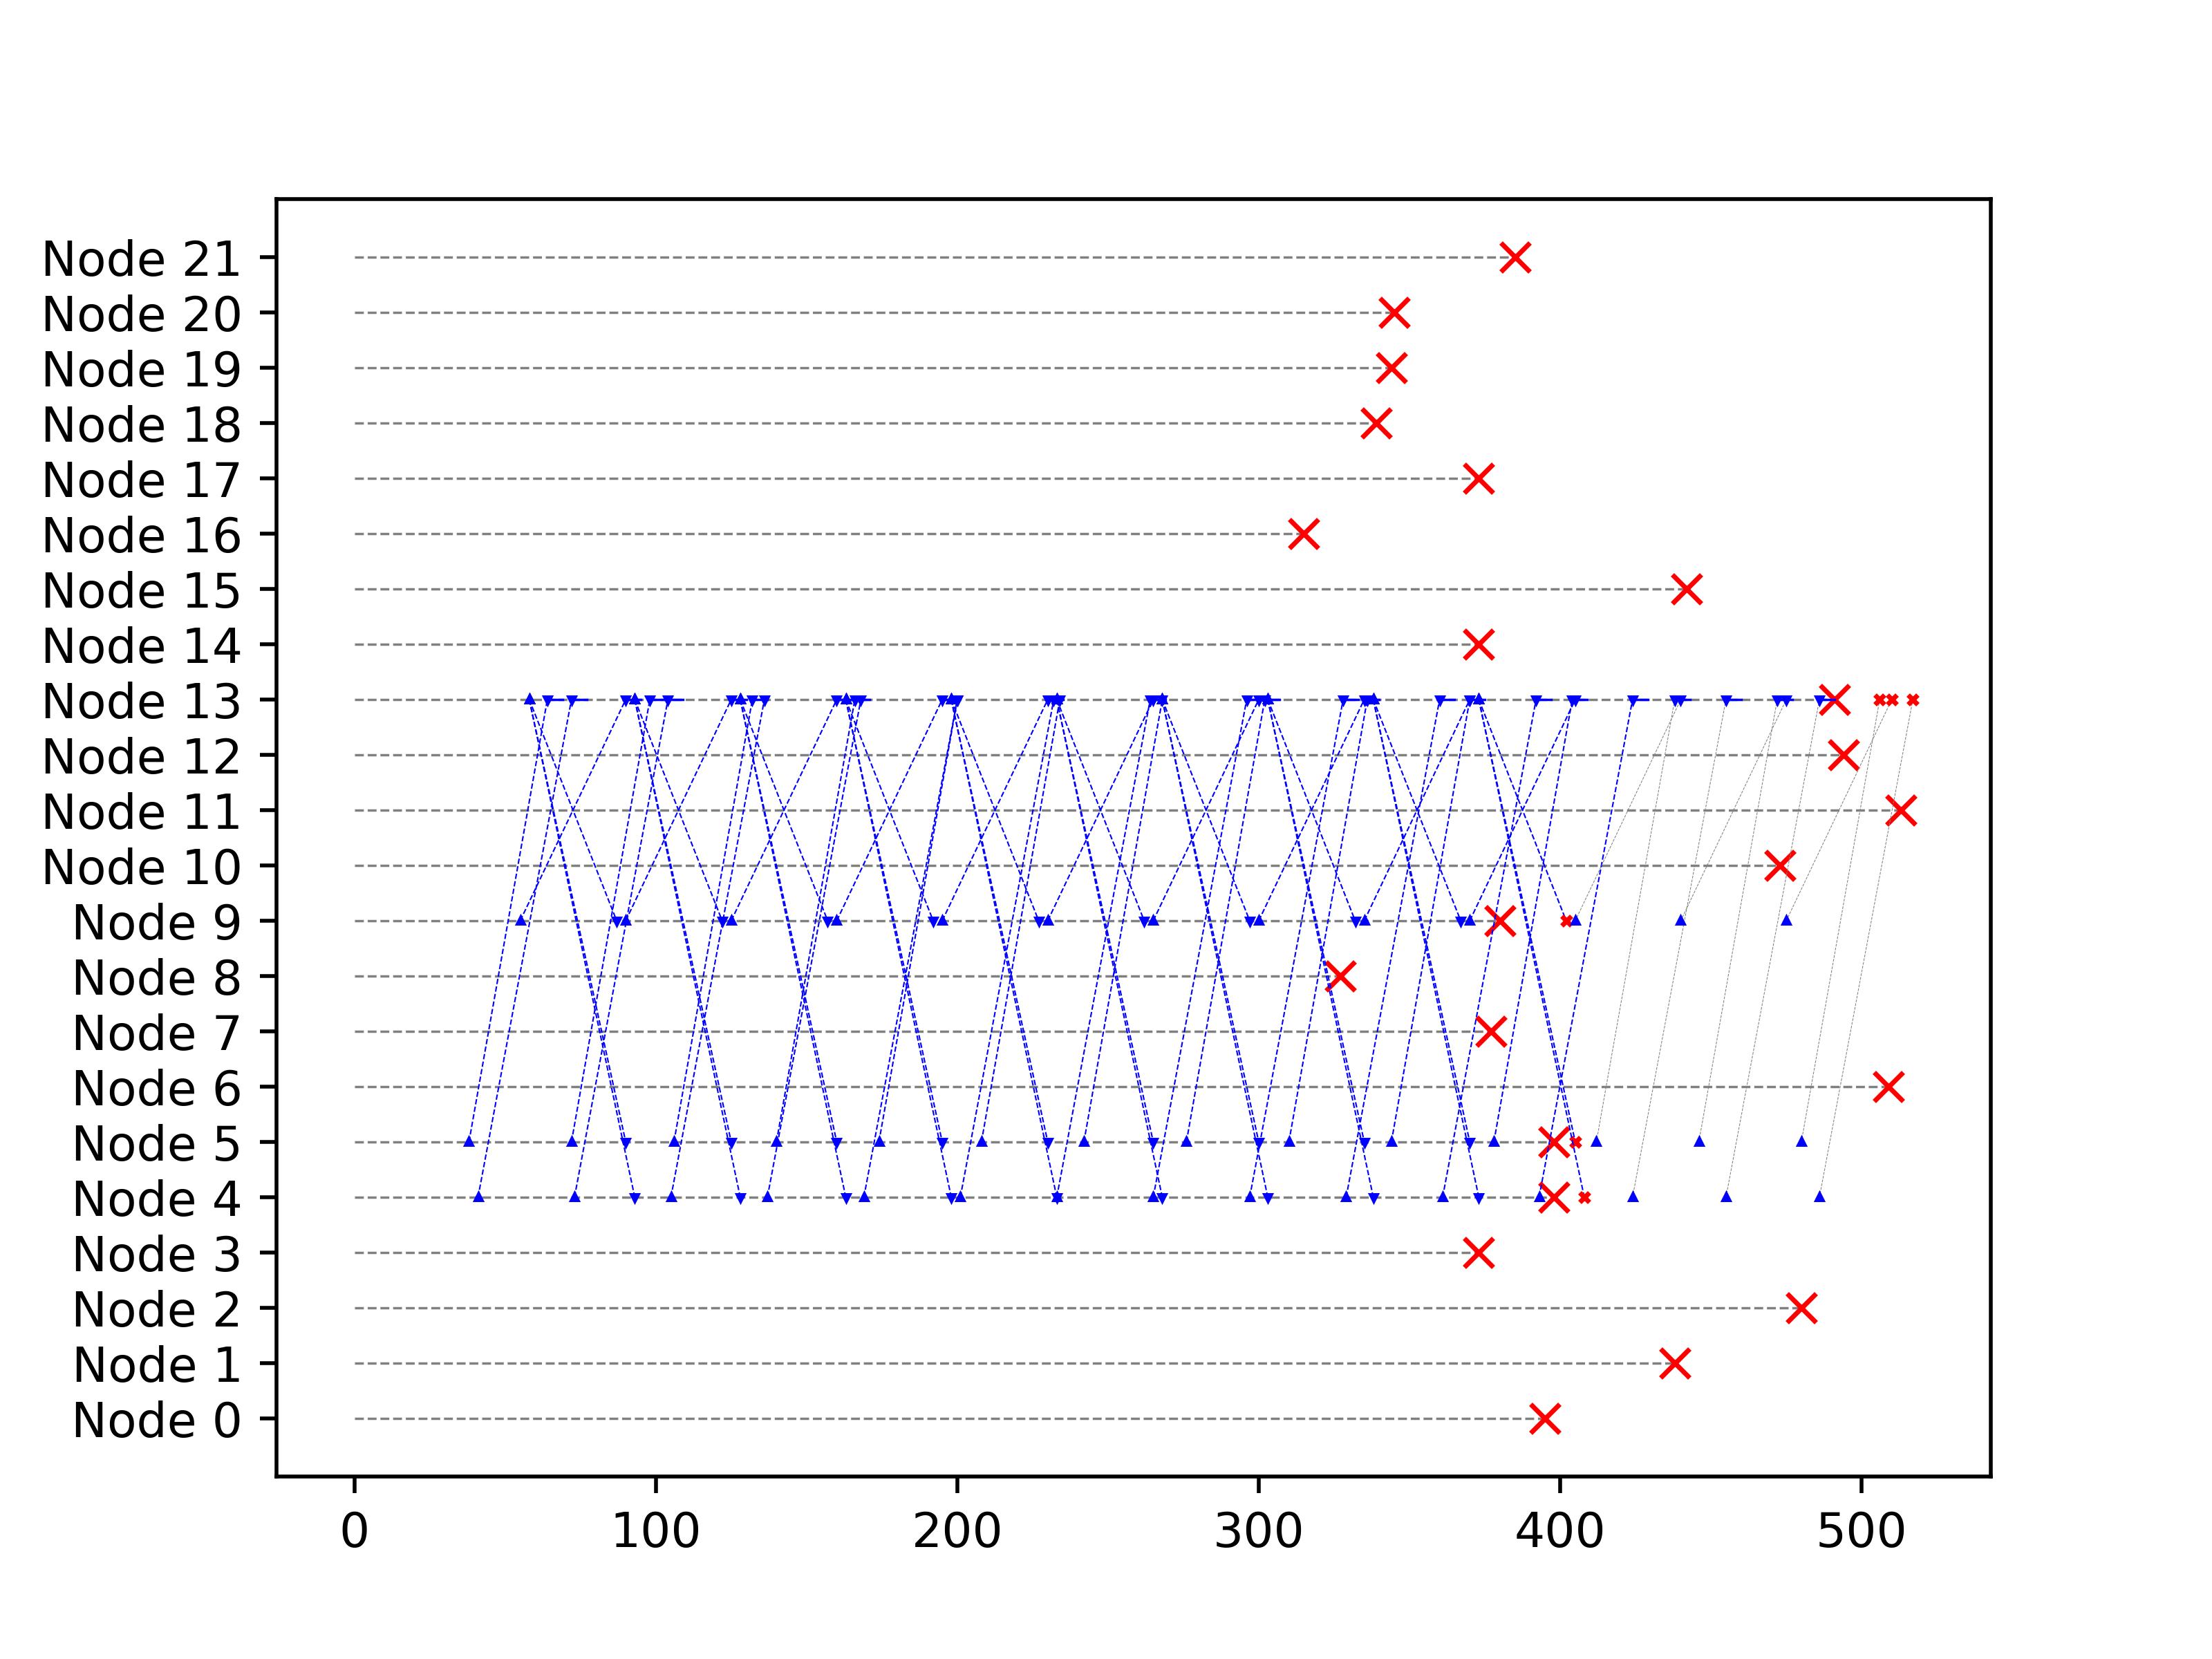 Node 21
Node 20
Node 19
Node 18
Node 17
Node 16
Node 15
Node 14
Node 13
Node 12
Node 11
Node 10
Node 9
Node 8
Node 7
Node 6
Node 5
Node 4
Node 3
Node 2
Node 1
Node 0
0 100 200 300 400 500